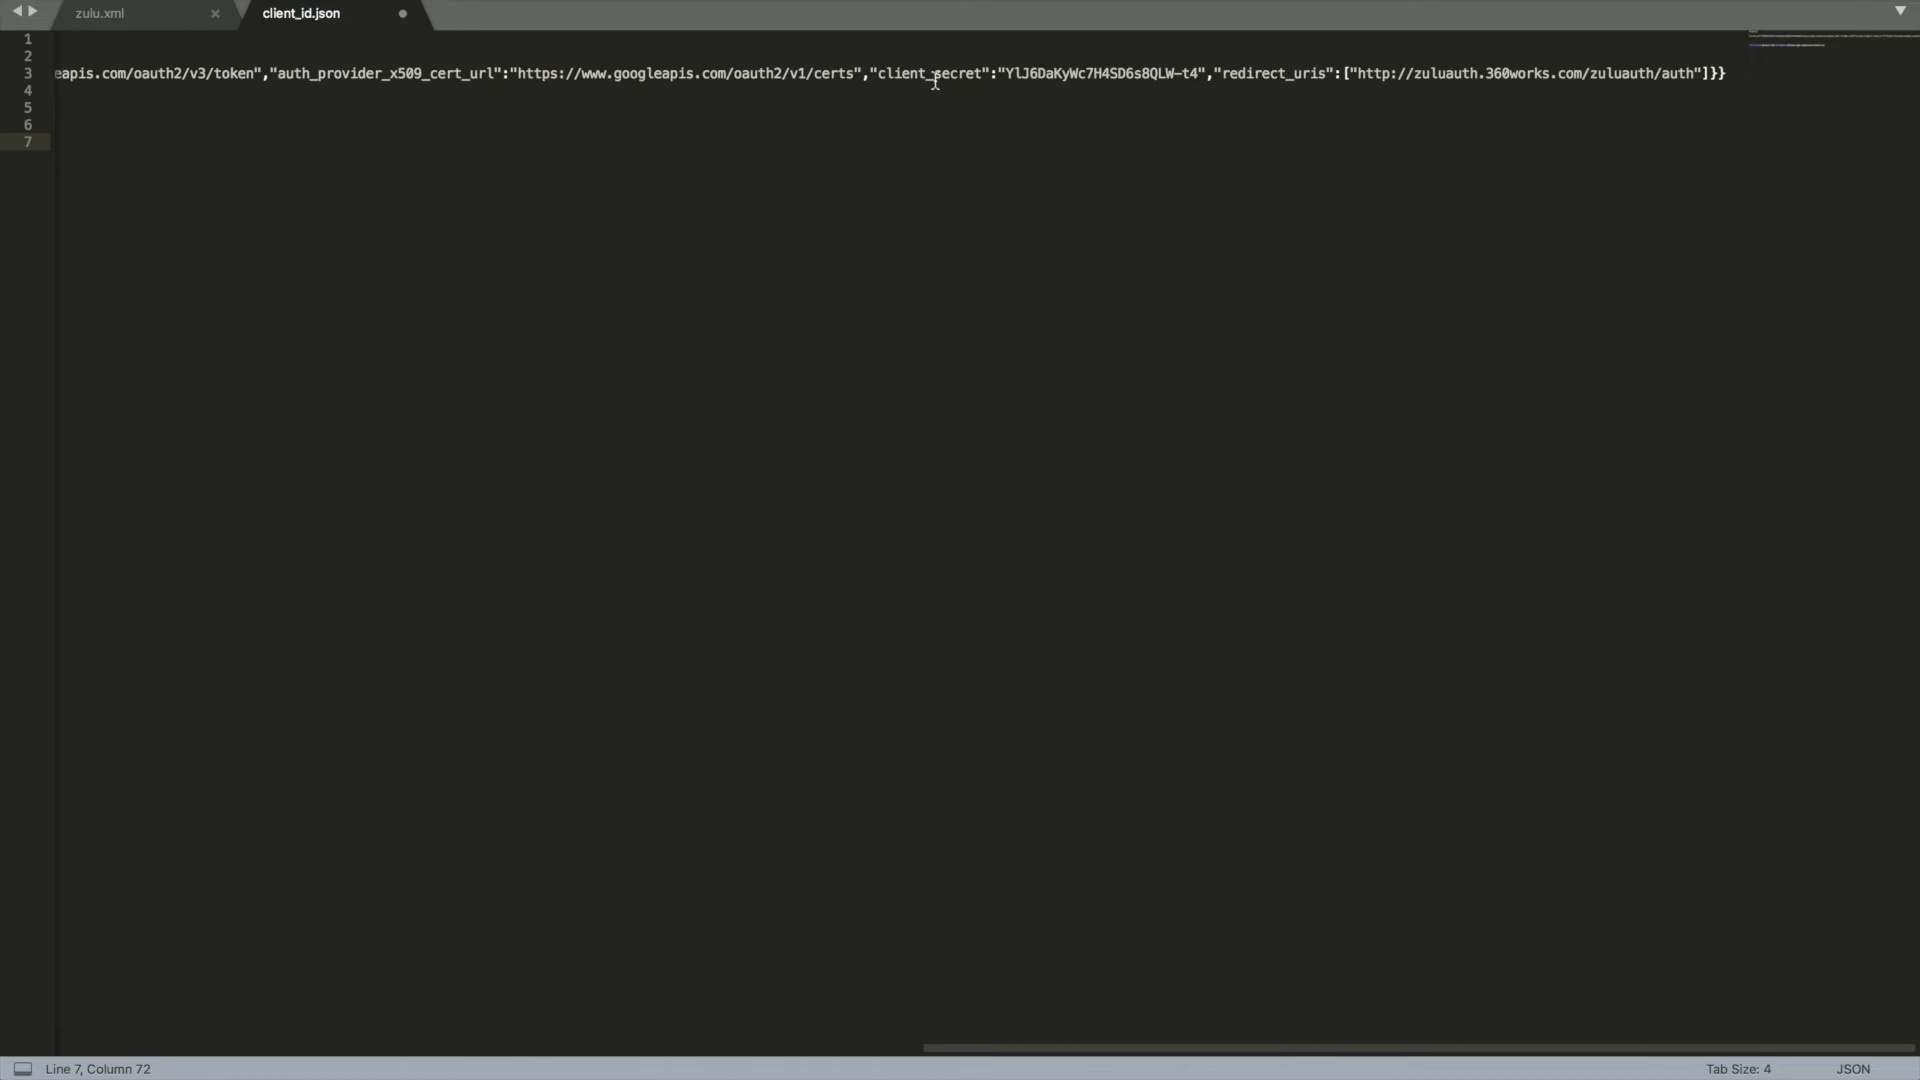 zulu.xml
client_id.json
1
2
3 eapis.com/oauth2/v3/token","auth_provider_x509_cert_url":"https://www.googleapis.com/oauth2/v1/certs","client_secret":"YlJ6DaKyWc7H4SD6s8QLW-t4","redirect_uris":["http://zuluauth.360works.com/zuluauth/auth"]}}
4
5
6
7
Line 7, Column 72
Tab Size: 4
JSON